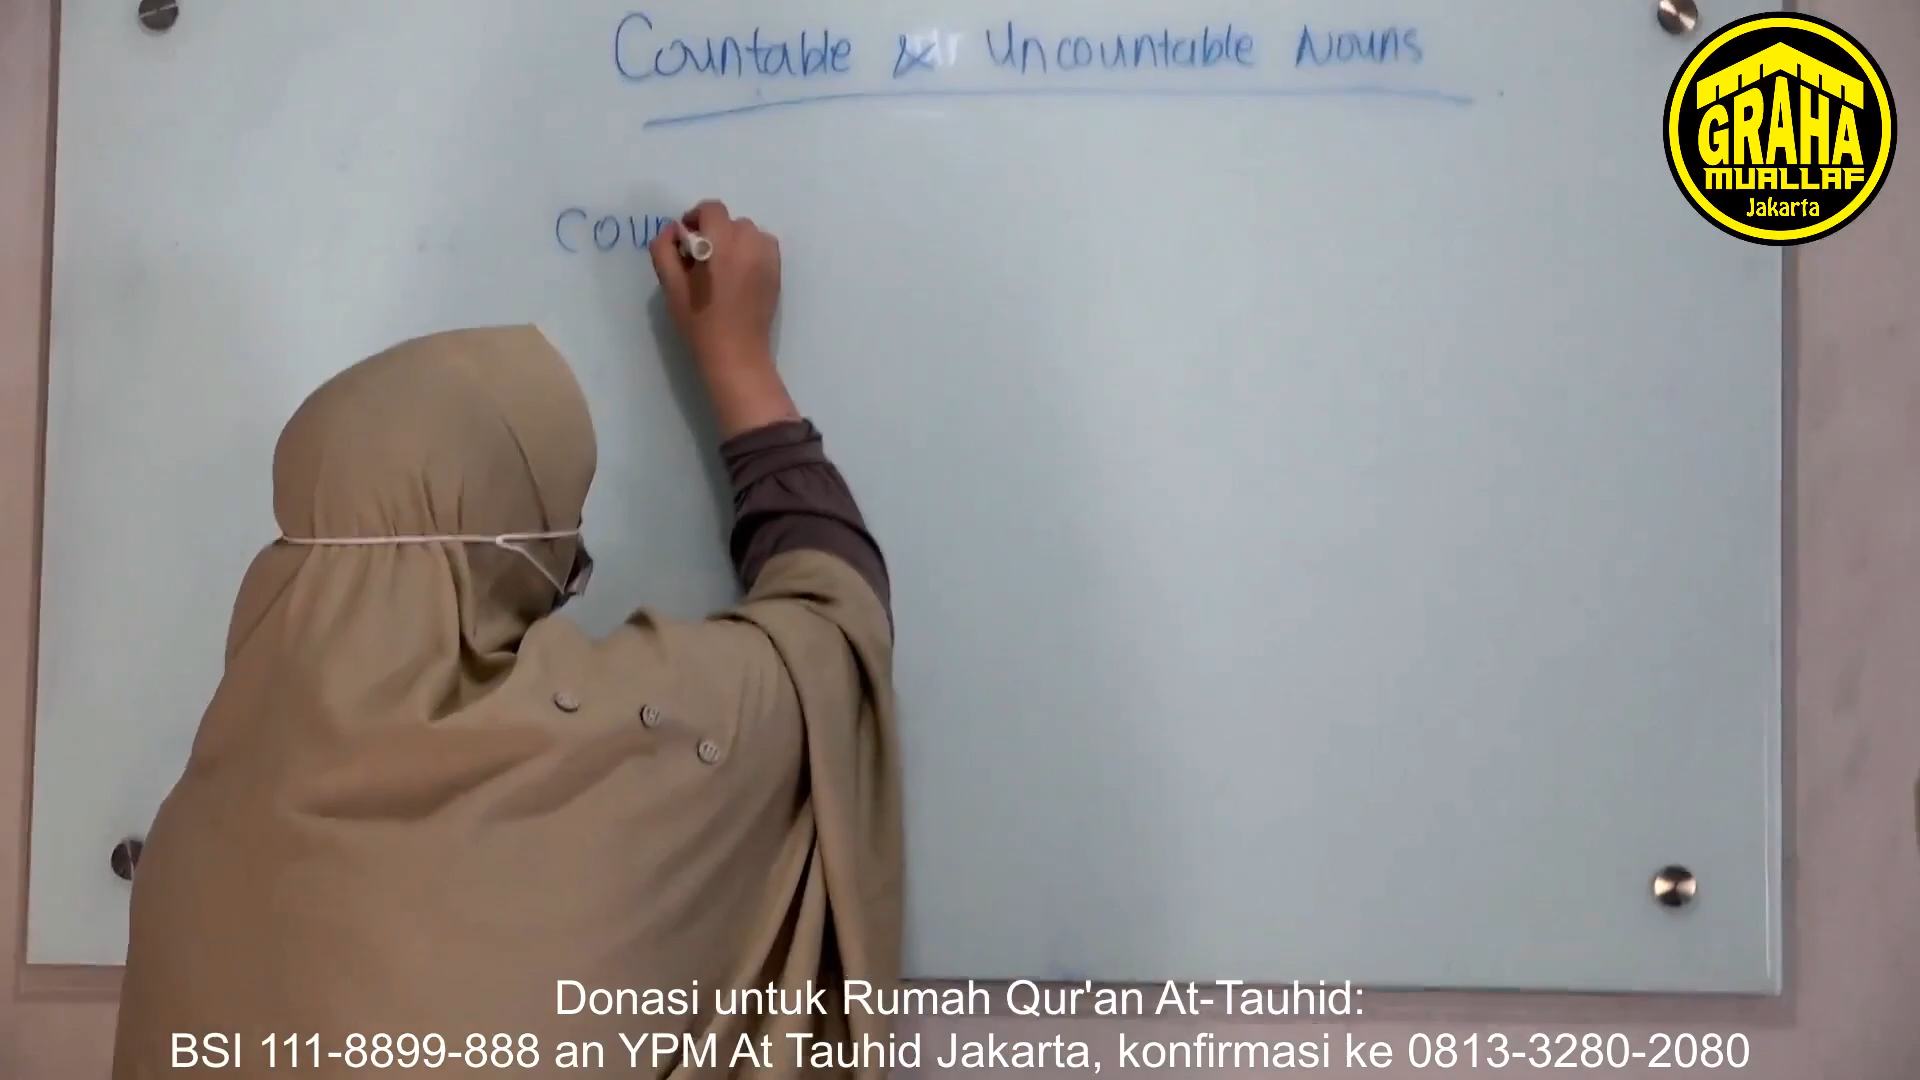 Countable & Uncountable Nouns
Coun
GRAHA
MUALLAF
Jakarta
Donasi untuk Rumah Qur'an At-Tauhid:
BSI 111-8899-888 an YPM At Tauhid Jakarta, konfirmasi ke 0813-3280-2080